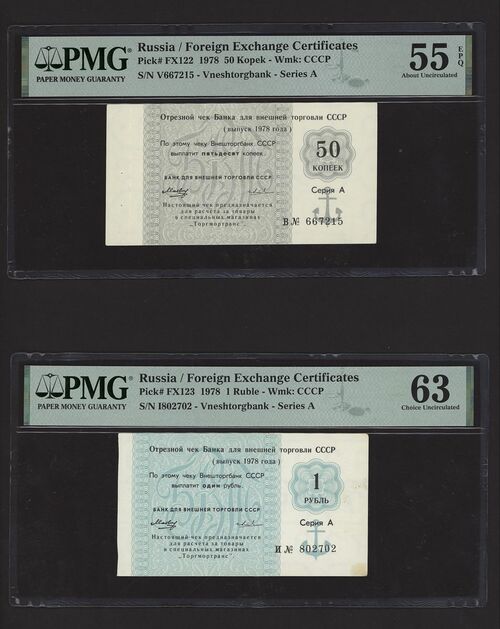 PMG®
PAPER MONEY GUARANTY
Russia / Foreign Exchange Certificates
Pick# FX122 1978 50 Kopek - Wmk: CCCP
S/N V667215 - Vneshtorgbank - Series A
55 EPQ
About Uncirculated
Отрезной чек Банка для внешней торговли СССР
(выпуск 1978 года)
По этому чеку Внешторгбанк СССР
выплатит пятьдесят копеек.
БАНК ДЛЯ ВНЕШНЕЙ ТОРГОВЛИ СССР
Настоящий чек предназначается
для расчета за товары
в специальных магазинах
„Торгмортранс".
50
КОПЕЕК
Серия А
В № 667215
PMG®
PAPER MONEY GUARANTY
Russia / Foreign Exchange Certificates
Pick# FX123 1978 1 Ruble - Wmk: CCCP
S/N I802702 - Vneshtorgbank - Series A
63
Choice Uncirculated
Отрезной чек Банка для внешней торговли СССР
(выпуск 1978 года)
По этому чеку Внешторгбанк СССР
выплатит один рубль.
БАНК ДЛЯ ВНЕШНЕЙ ТОРГОВЛИ СССР
Настоящий чек предназначается
для расчета за товары
в специальных магазинах
„Торгмортранс".
1
РУБЛЬ
Серия А
И № 802702